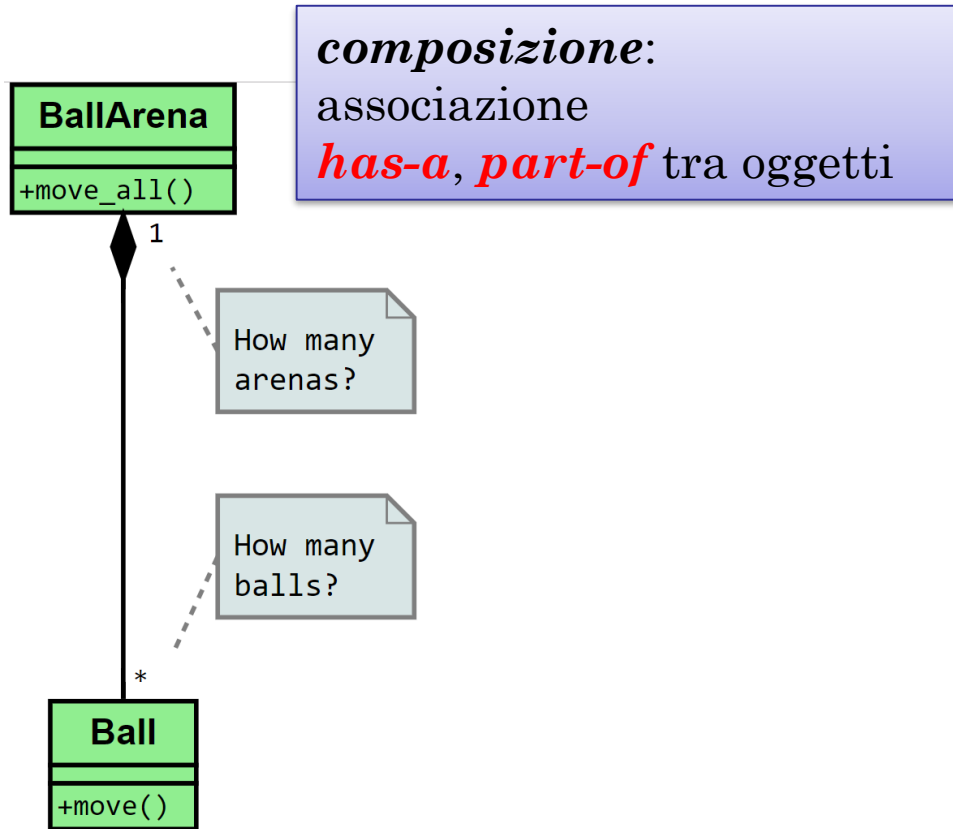 composizione:
associazione
has-a, part-of tra oggetti
BallArena
+move_all()
1
How many
arenas?
How many
balls?
*
Ball
+move()